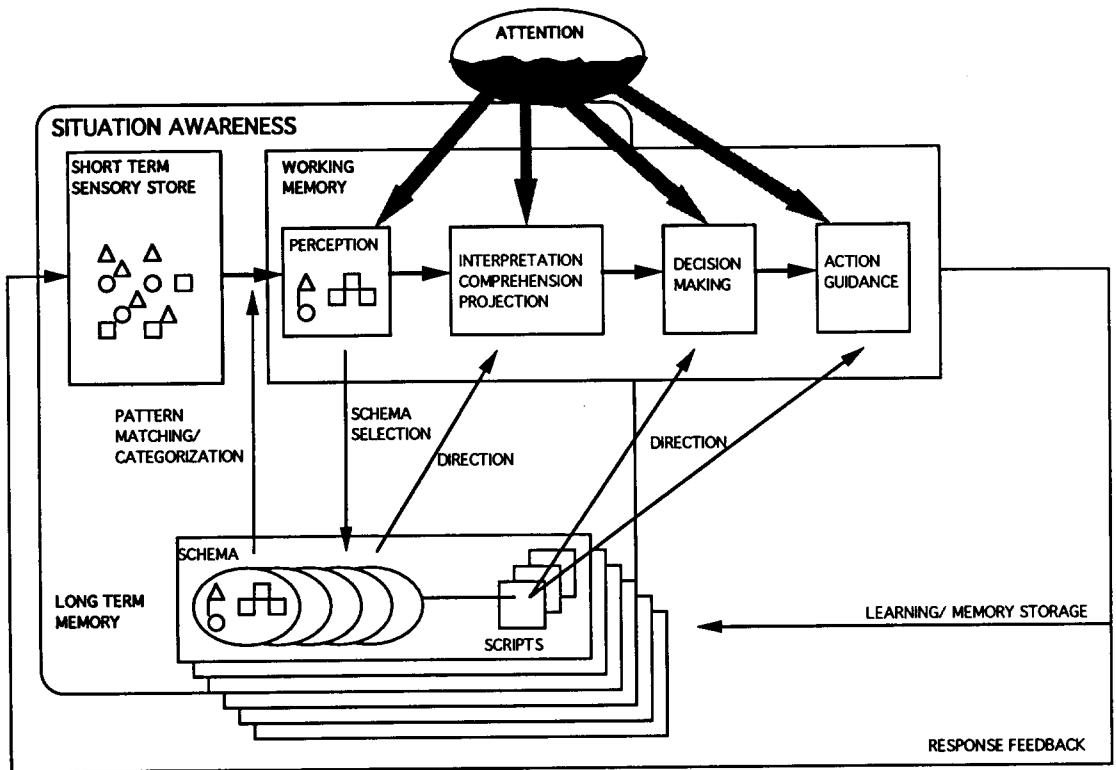 ATTENTION
SITUATION AWARENESS
SHORT TERM
SENSORY STORE
WORKING
MEMORY
PERCEPTION
INTERPRETATION
COMPREHENSION
PROJECTION
DECISION
MAKING
ACTION
GUIDANCE
PATTERN
MATCHING/
CATEGORIZATION
SCHEMA
SELECTION
DIRECTION
DIRECTION
SCHEMA
LONG TERM
MEMORY
SCRIPTS
LEARNING/ MEMORY STORAGE
RESPONSE FEEDBACK